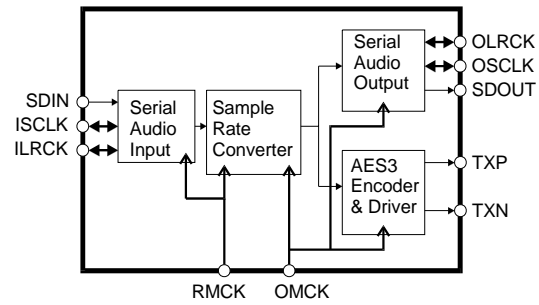 SDIN
ISCLK
ILRCK
Serial
Audio
Input
Sample
Rate
Converter
Serial
Audio
Output
AES3
Encoder
& Driver
OLRCK
OSCLK
SDOUT
TXP
TXN
RMCK
OMCK